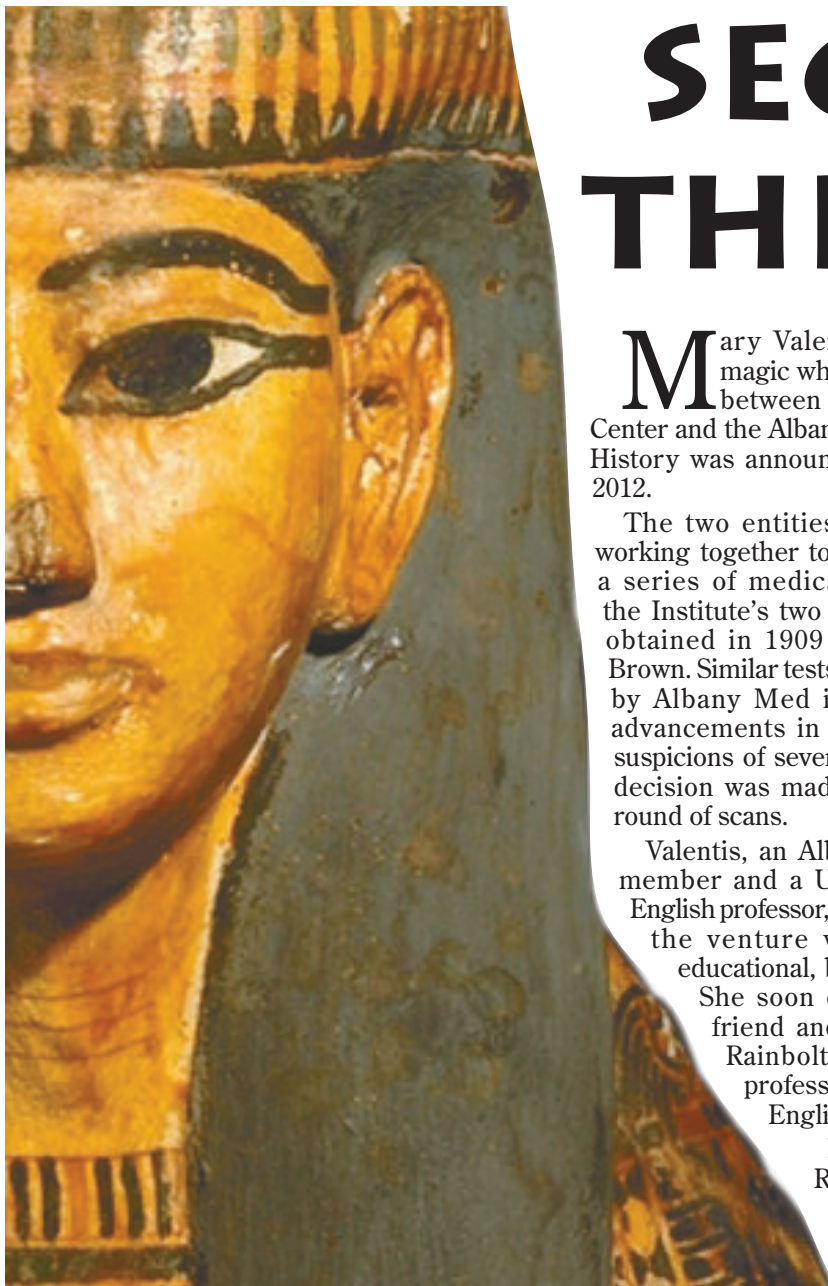 SEC
THE
Mary Valen
magic wh
between
Center and the Alban
History was announ
2012.
The two entities
working together to
a series of medica
the Institute's two
obtained in 1909
Brown. Similar tests
by Albany Med i
advancements in
suspicions of sever
decision was mad
round of scans.
Valentis, an Alb
member and a U
English professor,
the venture w
educational, b
She soon
friend and
Rainbolt
profess
Engli
R